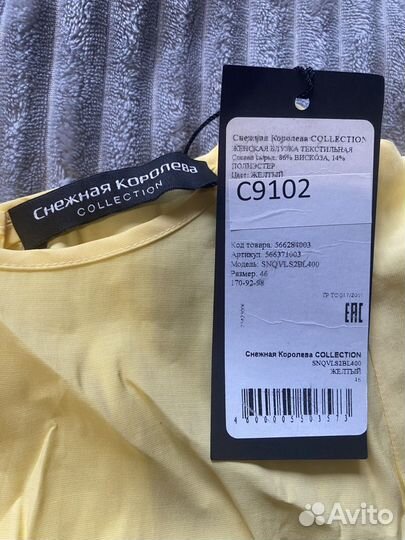 Снежная Королева
COLLECTION
Снежная Королева COLLECTION
ЖЕНСКАЯ БЛУЗКА ТЕКСТИЛЬНАЯ
86% ВИСКОЗА, 14%
ПОЛИЭСТЕР
Цвет: ЖЕЛТЫЙ
C9102
Код товара: 566284003
Артикул: 566371003
Модель: SNQVLS2BL400
Размер: 46
170-92-98
ТР ТС 017/2011
EAC
Снежная Королева COLLECTION
SNQVLS2BL400
ЖЕЛТЫЙ
46
Avito